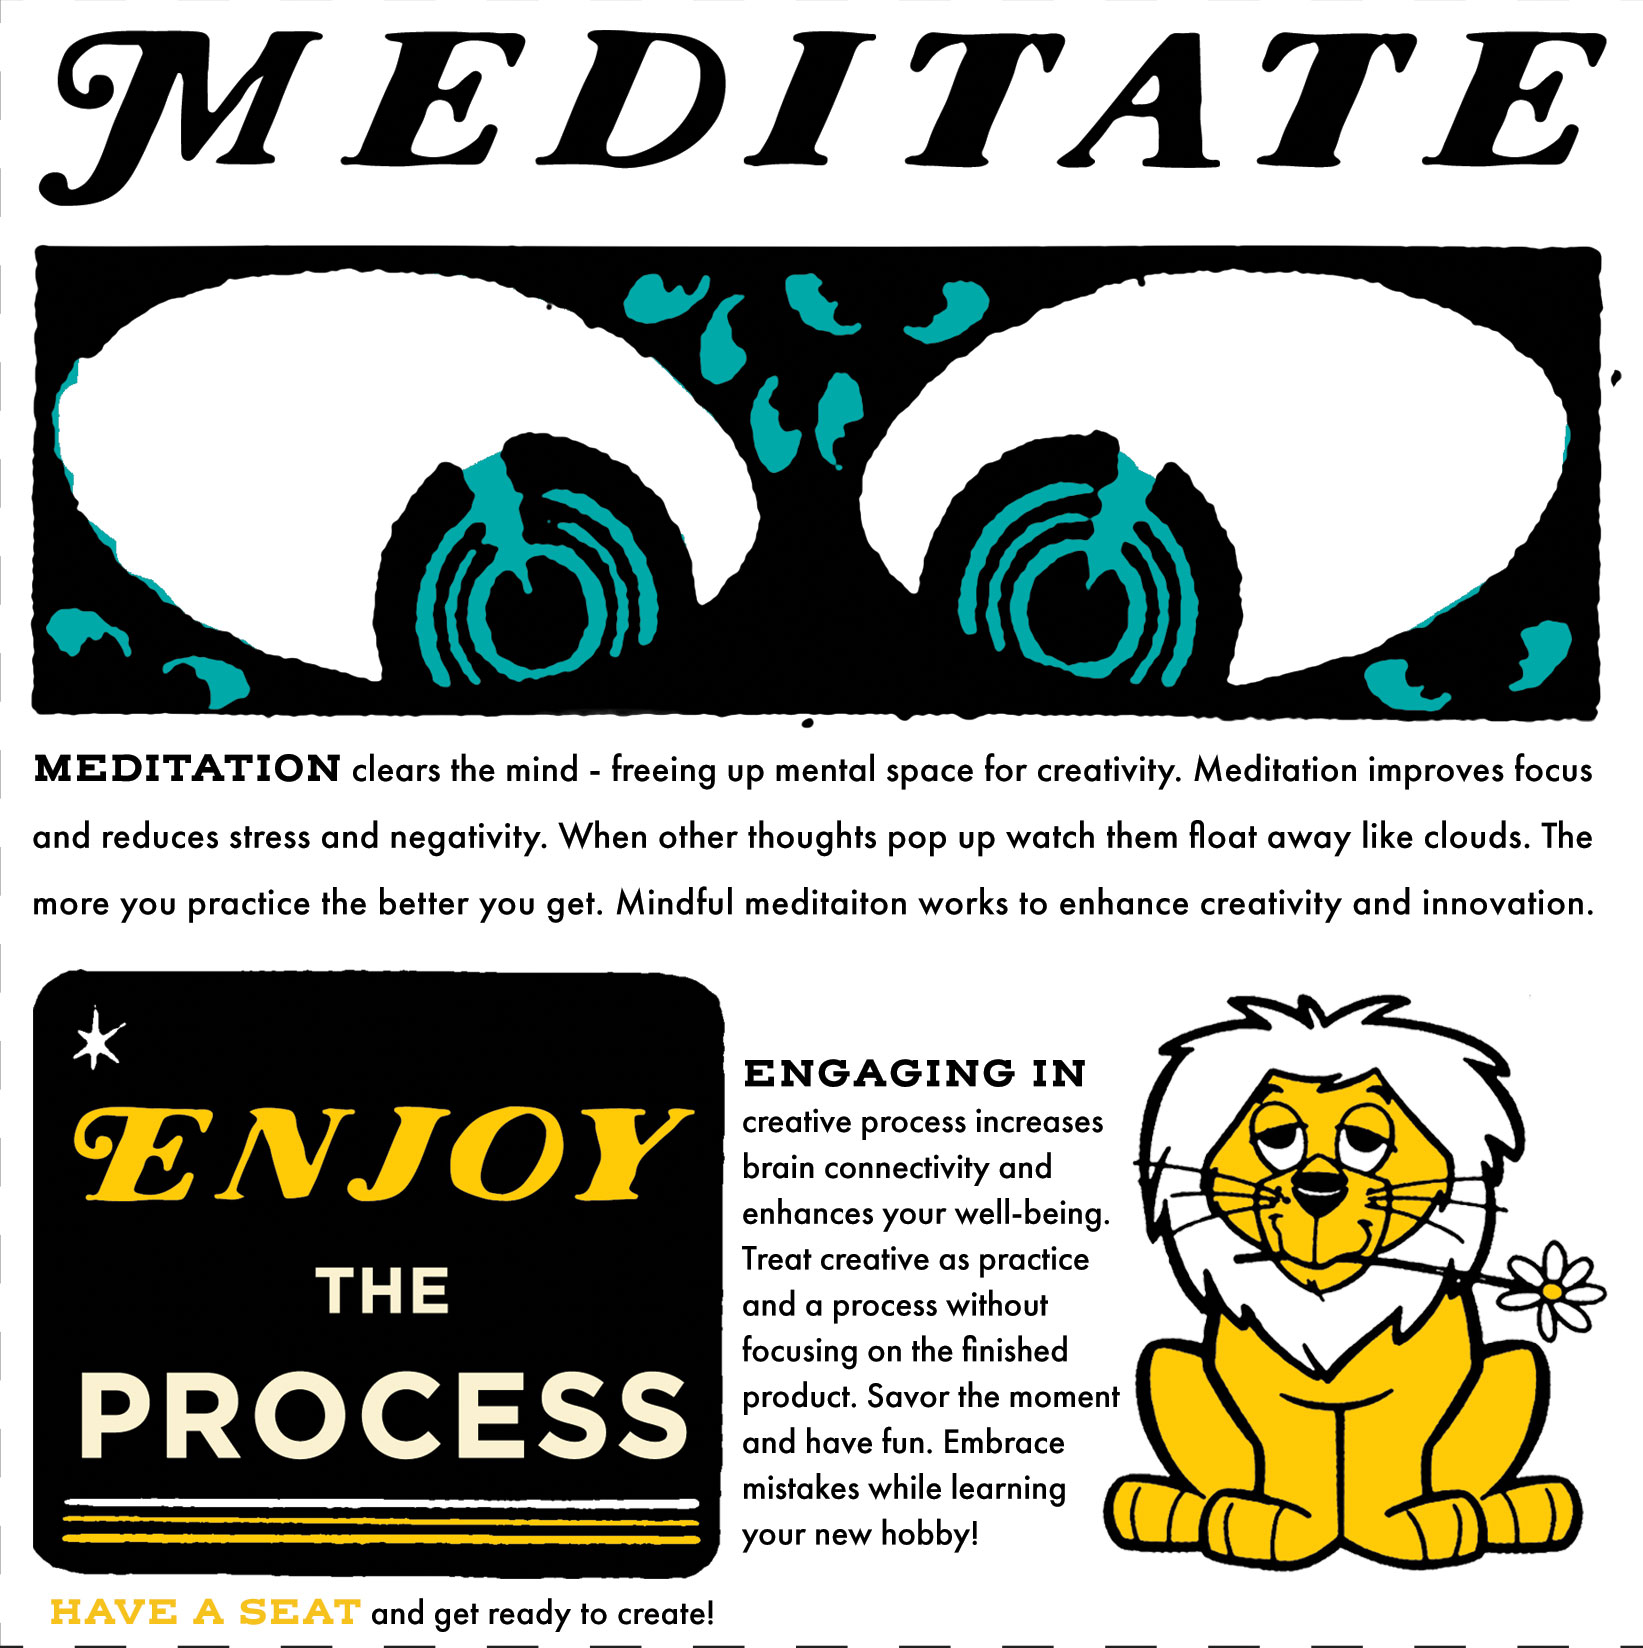 MEDITATE
MEDITATION clears the mind - freeing up mental space for creativity. Meditation improves focus
and reduces stress and negativity. When other thoughts pop up watch them float away like clouds. The
more you practice the better you get. Mindful meditaiton works to enhance creativity and innovation.
ENJOY
THE
PROCESS
ENGAGING IN
creative process increases
brain connectivity and
enhances your well-being.
Treat creative as practice
and a process without
focusing on the finished
product. Savor the moment
and have fun. Embrace
mistakes while learning
your new hobby!
HAVE A SEAT and get ready to create!